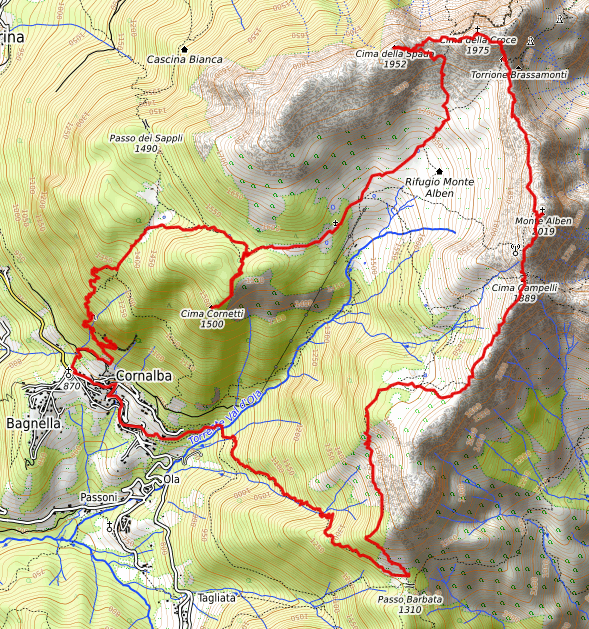 rina
Cascina Bianca
Cima della Spada
1952
Cima della Croce
1975
Torrione Brassamonti
Passo dei Sappli
1490
Rifugio Monte
Alben
Monte Alben
2019
Cima Campelli
1889
Cima Cornetti
1500
Cornalba
870
Bagnella
Torrente Val d'Ola
Ola
Passoni
Tagliata
Passo Barbata
1310